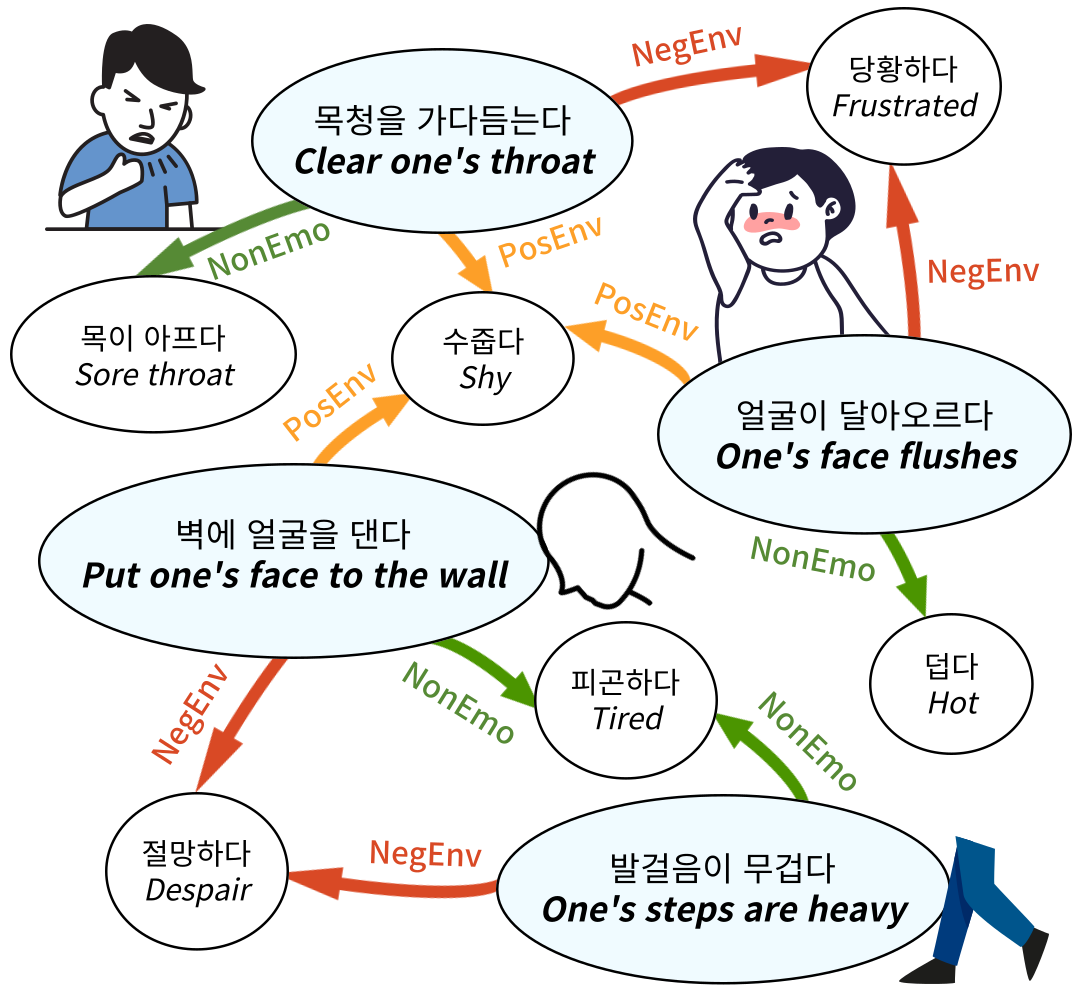 NegEnv
당황하다
Frustrated
목청을 가다듬는다
Clear one's throat
NonEmo
PosEnv
NegEnv
목이 아프다
Sore throat
수줍다
Shy
PosEnv
얼굴이 달아오르다
One's face flushes
PosEnv
벽에 얼굴을 댄다
Put one's face to the wall
NonEmo
덥다
Hot
NegEnv
NonEmo
피곤하다
Tired
NonEmo
절망하다
Despair
NegEnv
발걸음이 무겁다
One's steps are heavy